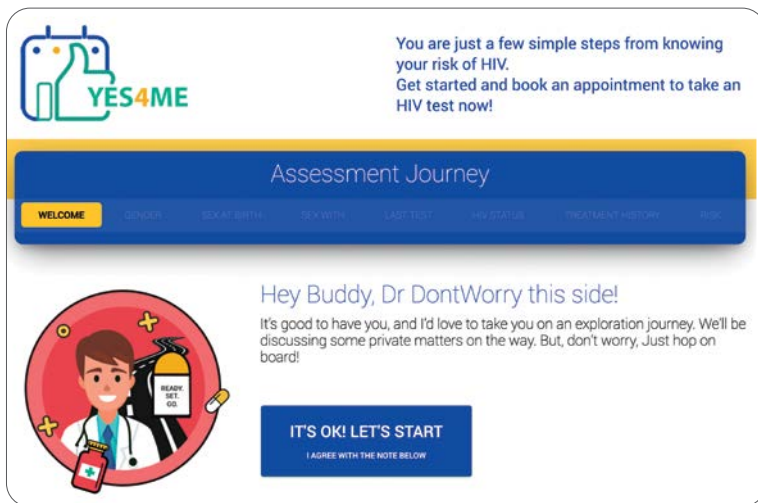 YES4ME
You are just a few simple steps from knowing
your risk of HIV.
Get started and book an appointment to take an
HIV test now!
Assessment Journey
WELCOME GENDER SEX AT BIRTH SEX WITH LAST TEST HIV STATUS TREATMENT HISTORY RISK
Hey Buddy, Dr DontWorry this side!
It's good to have you, and I'd love to take you on an exploration journey. We'll be
discussing some private matters on the way. But, don't worry, Just hop on
board!
READY.
SET.
GO.
IT'S OK! LET'S START
I AGREE WITH THE NOTE BELOW